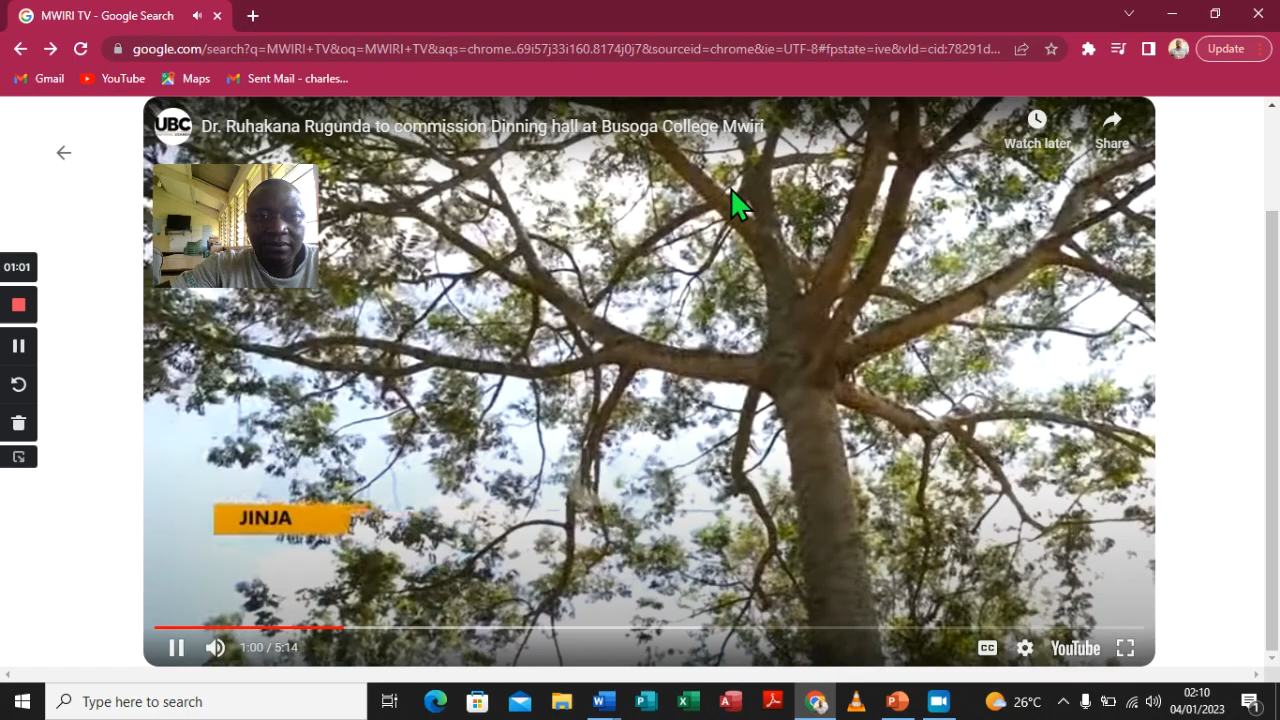 MWIRI TV - Google Search
google.com/search?q=MWIRI+TV&oq=MWIRI+TV&aqs=chrome..69i57j33i160.8174j0j7&sourceid=chrome&ie=UTF-8#fpstate=ive&vld=cid:78291d...
Update
Gmail
YouTube
Maps
Sent Mail - charles...
UBC
Dr. Ruhakana Rugunda to commission Dinning hall at Busoga College Mwiri
Watch later
Share
01:01
JINJA
1:00 / 5:14
CC
YouTube
Type here to search
26°C
02:10
04/01/2023
1